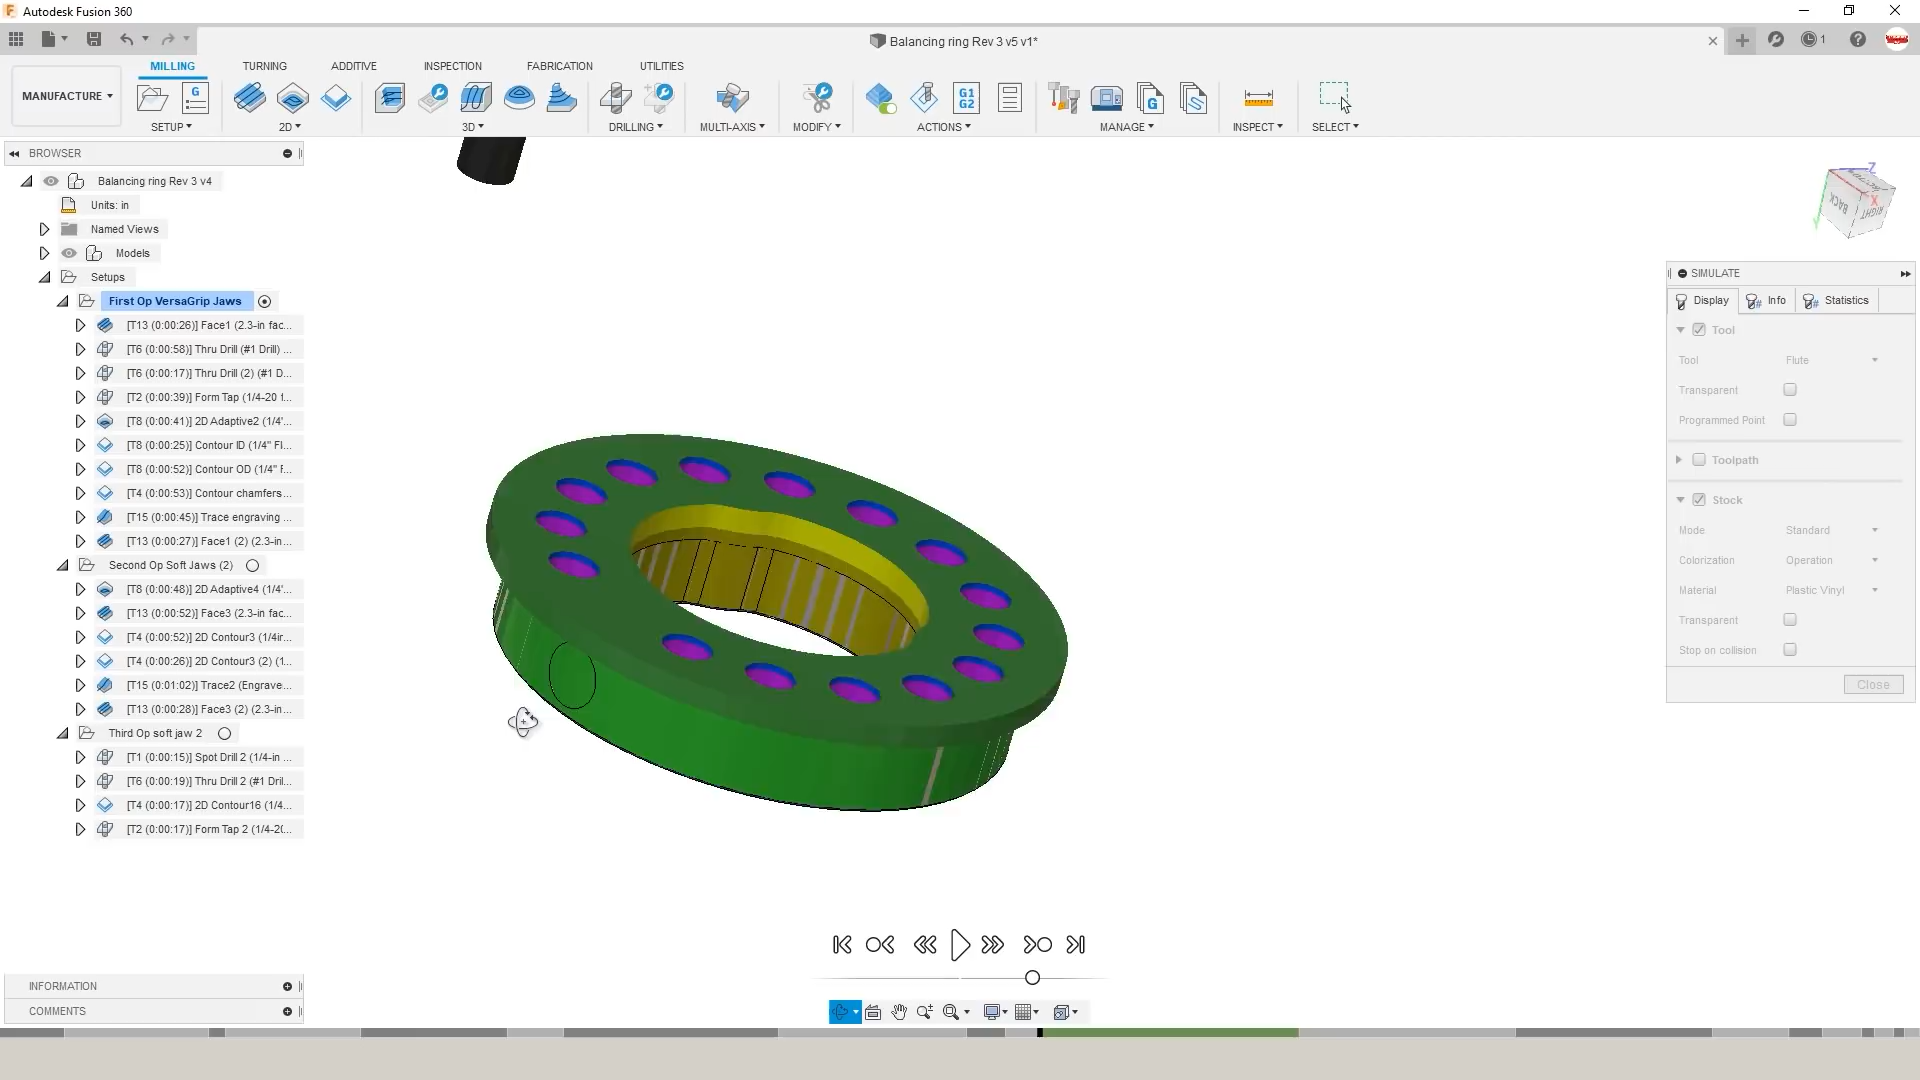 Autodesk Fusion 360
Balancing ring Rev 3 v5 v1*
1
MILLING TURNING ADDITIVE INSPECTION FABRICATION UTILITIES
MANUFACTURE
G
G1
G2
G
SETUP 2D 3D DRILLING MULTI-AXIS MODIFY ACTIONS MANAGE INSPECT SELECT
BROWSER
Balancing ring Rev 3 v4
Units: in
Named Views
Models
Setups
First Op VersaGrip Jaws
[T13 (0:00:26)] Face1 (2.3-in fac...
[T6 (0:00:58)] Thru Drill (#1 Drill) ...
[T6 (0:00:17)] Thru Drill (2) (#1 D...
[T2 (0:00:39)] Form Tap (1/4-20 f...
[T8 (0:00:41)] 2D Adaptive2 (1/4"...
[T8 (0:00:25)] Contour ID (1/4" Fl...
[T8 (0:00:52)] Contour OD (1/4" f...
[T4 (0:00:53)] Contour chamfers...
[T15 (0:00:45)] Trace engraving ...
[T13 (0:00:27)] Face1 (2) (2.3-in...
Second Op Soft Jaws (2)
[T8 (0:00:48)] 2D Adaptive4 (1/4'...
[T13 (0:00:52)] Face3 (2.3-in fac...
[T4 (0:00:52)] 2D Contour3 (1/4in...
[T4 (0:00:26)] 2D Contour3 (2) (1...
[T15 (0:01:02)] Trace2 (Engrave...
[T13 (0:00:28)] Face3 (2) (2.3-in...
Third Op soft jaw 2
[T1 (0:00:15)] Spot Drill 2 (1/4-in ...
[T6 (0:00:19)] Thru Drill 2 (#1 Dril...
[T4 (0:00:17)] 2D Contour16 (1/4...
[T2 (0:00:17)] Form Tap 2 (1/4-2(...
INFORMATION
COMMENTS
Z
X
BACK
RIGHT
SIMULATE
Display Info Statistics
Tool
Tool Flute
Transparent
Programmed Point
Toolpath
Stock
Mode Standard
Colorization Operation
Material Plastic Vinyl
Transparent
Stop on collision
Close